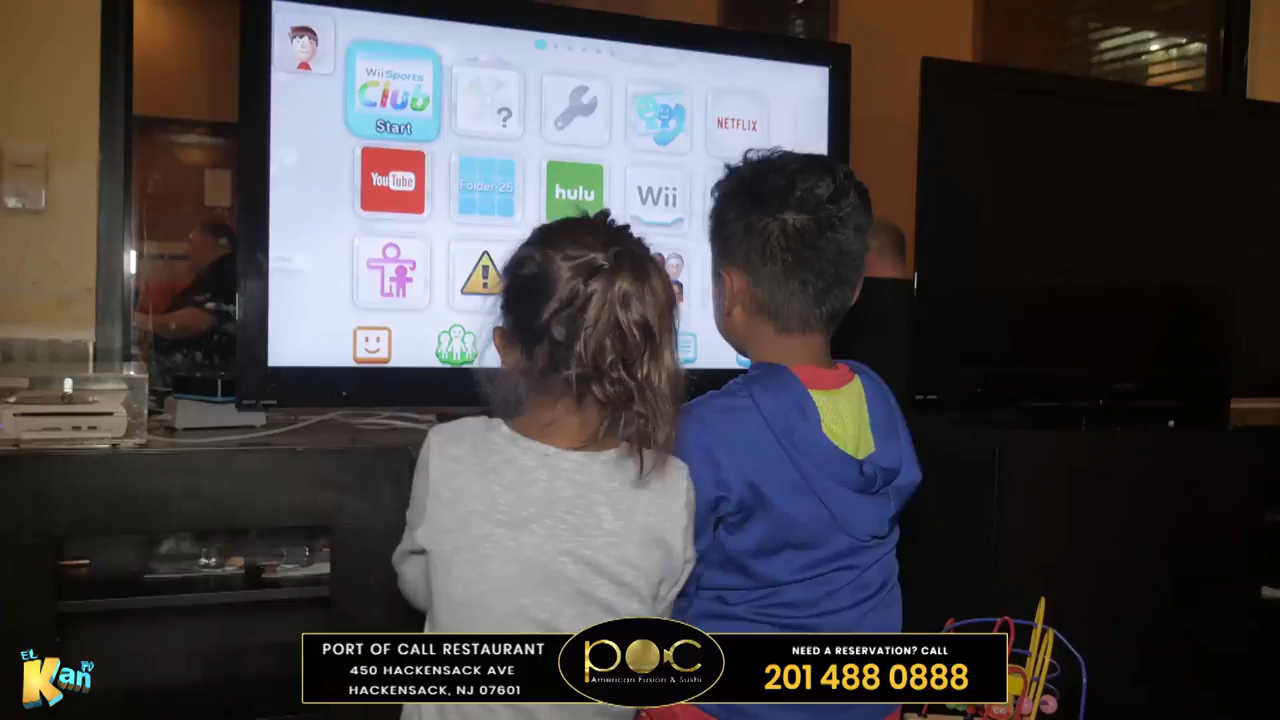 Wii Sports
Club
Start
?
NETFLIX
YouTube
Folder 25
hulu
Wii
EL
Kan
TV
PORT OF CALL RESTAURANT
450 HACKENSACK AVE
HACKENSACK, NJ 07601
poc
American Fusion & Sushi
NEED A RESERVATION? CALL
201 488 0888